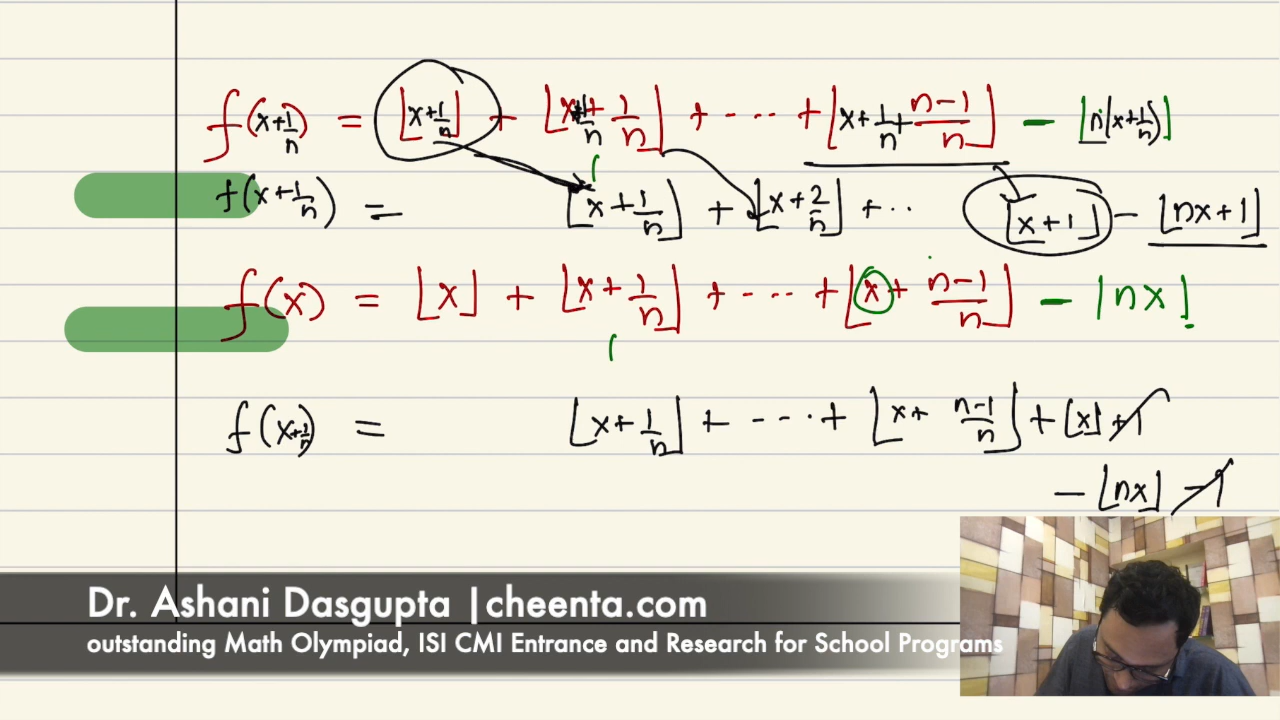 f(x+1/n) = ⌊x+1/n⌋ + ⌊x+1/n + 1/n⌋ + - - - + ⌊x+1/n+ n-1/n⌋ - ⌊n(x+1/n)⌋
f(x+1/n) = ⌊x+1/n⌋ + ⌊x+2/n⌋ + .. ⌊x+1⌋ - ⌊nx+1⌋
f(x) = ⌊x⌋ + ⌊x+1/n⌋ + - - - + ⌊x+ n-1/n⌋ - ⌊nx⌋
f(x+1/n) = ⌊x+1/n⌋ + - - - + ⌊x+ n-1/n⌋ + ⌊x⌋ +1
- ⌊nx⌋ -1
Dr. Ashani Dasgupta |cheenta.com
outstanding Math Olympiad, ISI CMI Entrance and Research for School Programs